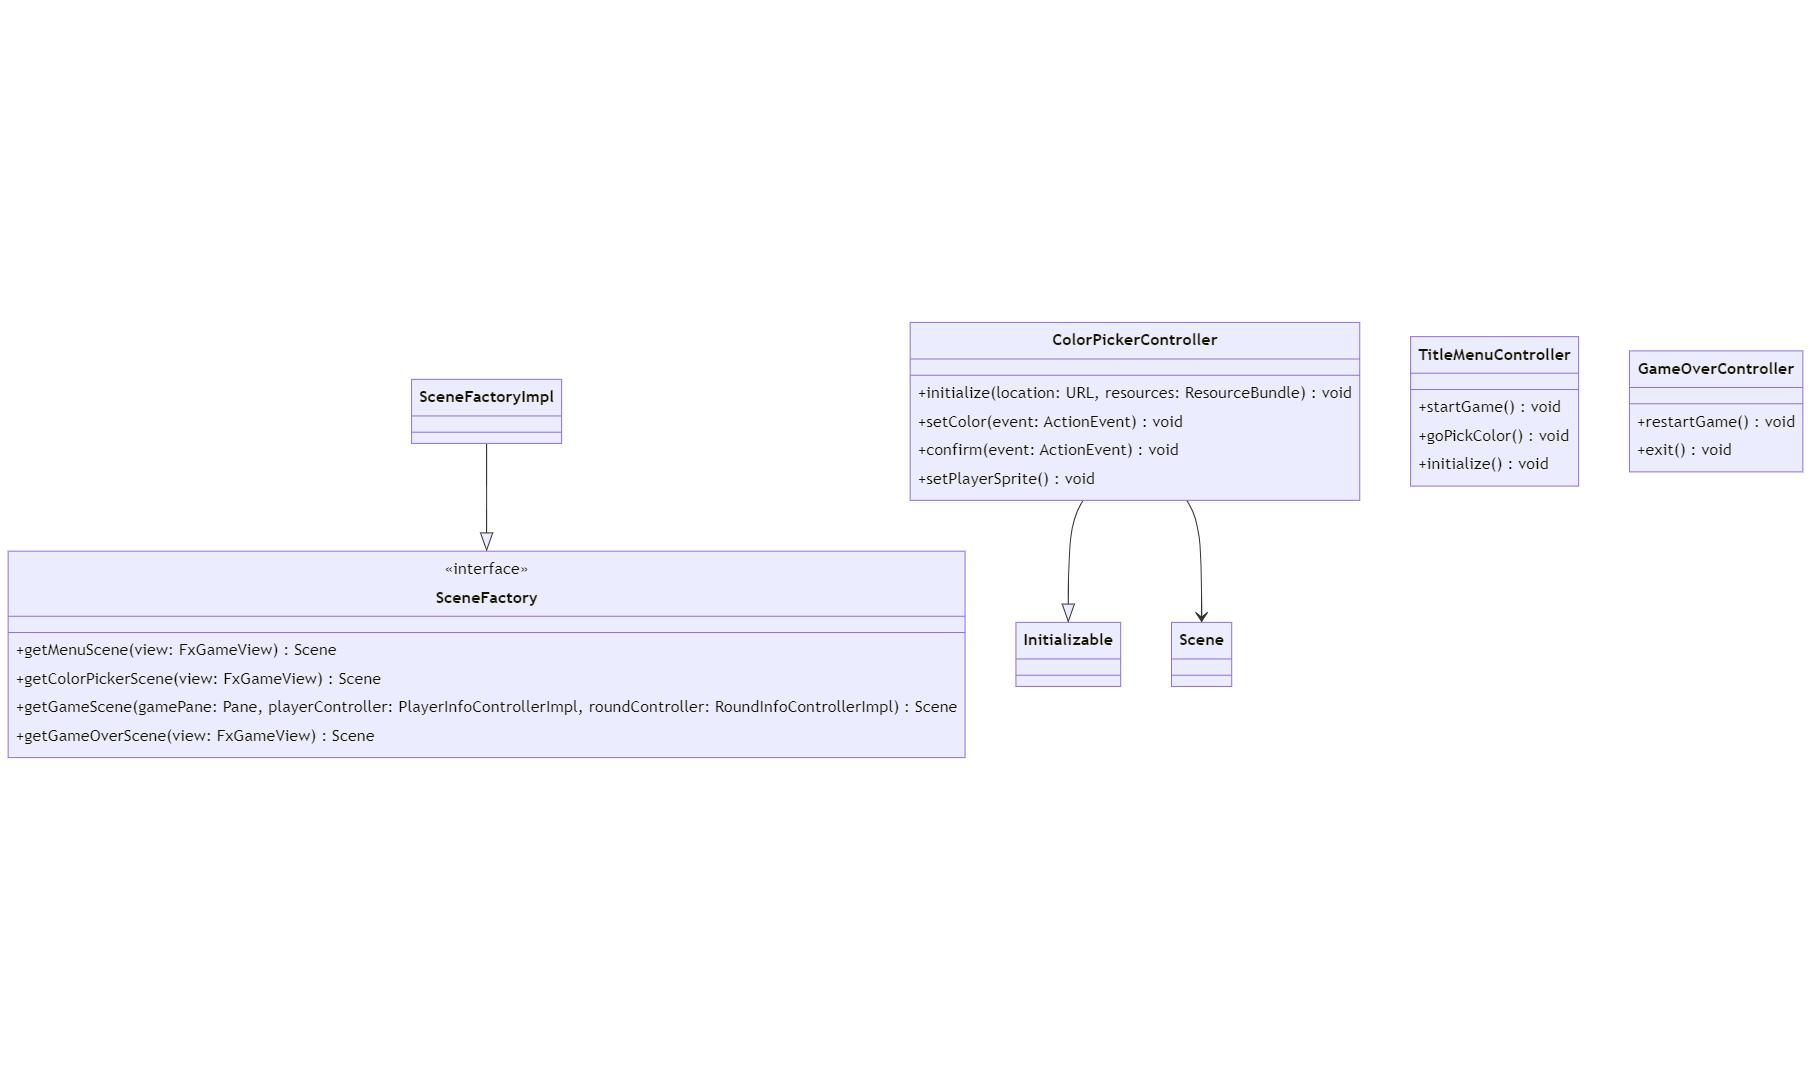 SceneFactoryImpl
«interface»
SceneFactory
+getMenuScene(view: FxGameView) : Scene
+getColorPickerScene(view: FxGameView) : Scene
+getGameScene(gamePane: Pane, playerController: PlayerInfoControllerImpl, roundController: RoundInfoControllerImpl) : Scene
+getGameOverScene(view: FxGameView) : Scene
ColorPickerController
+initialize(location: URL, resources: ResourceBundle) : void
+setColor(event: ActionEvent) : void
+confirm(event: ActionEvent) : void
+setPlayerSprite() : void
Initializable
Scene
TitleMenuController
+startGame() : void
+goPickColor() : void
+initialize() : void
GameOverController
+restartGame() : void
+exit() : void